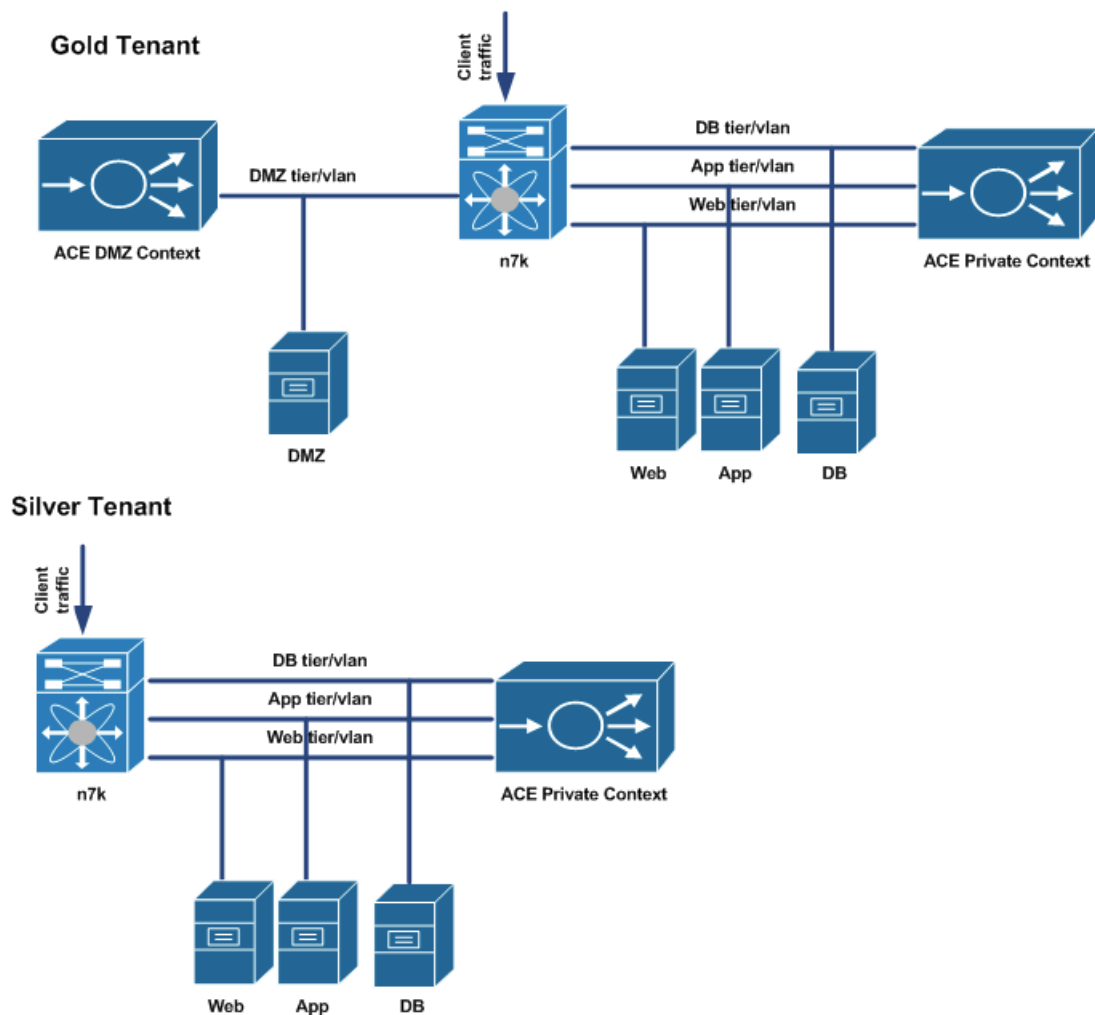 Gold Tenant
Client
traffic
DB tier/vlan
App tier/vlan
DMZ tier/vlan
Web tier/vlan
ACE DMZ Context
n7k
ACE Private Context
DMZ
Web
App
DB
Silver Tenant
Client
traffic
DB tier/vlan
App tier/vlan
Web tier/vlan
n7k
ACE Private Context
Web
App
DB